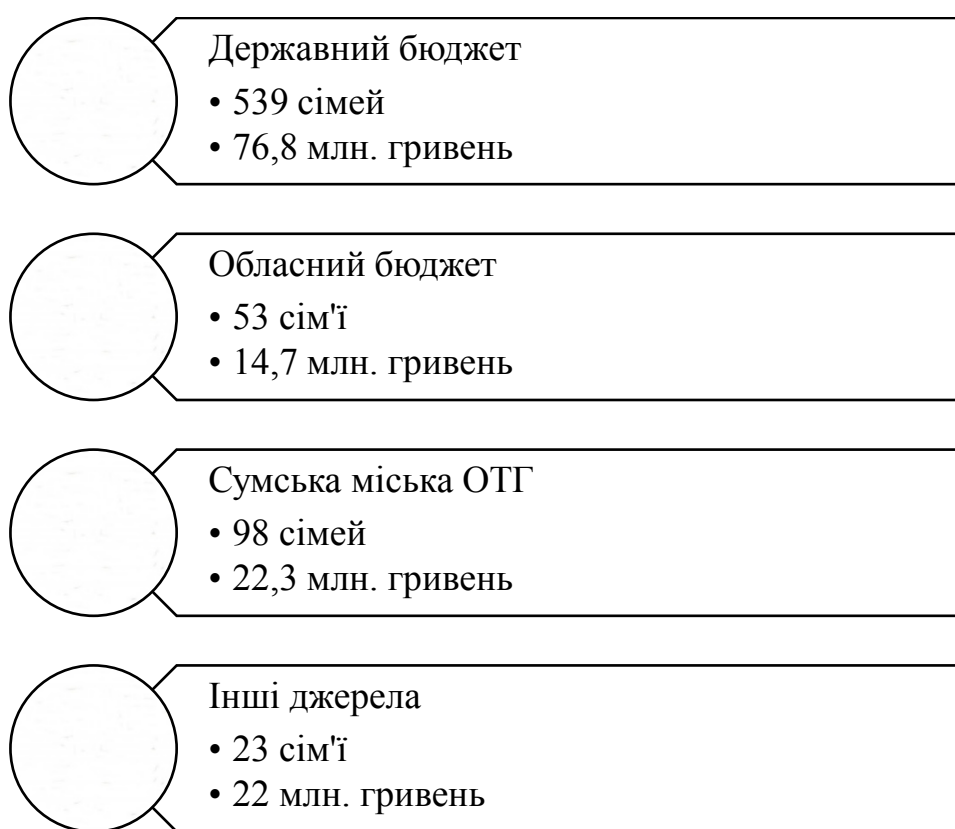 Державний бюджет
• 539 сімей
• 76,8 млн. гривень
Обласний бюджет
• 53 сім'ї
• 14,7 млн. гривень
Сумська міська ОТГ
• 98 сімей
• 22,3 млн. гривень
Інші джерела
• 23 сім'ї
• 22 млн. гривень